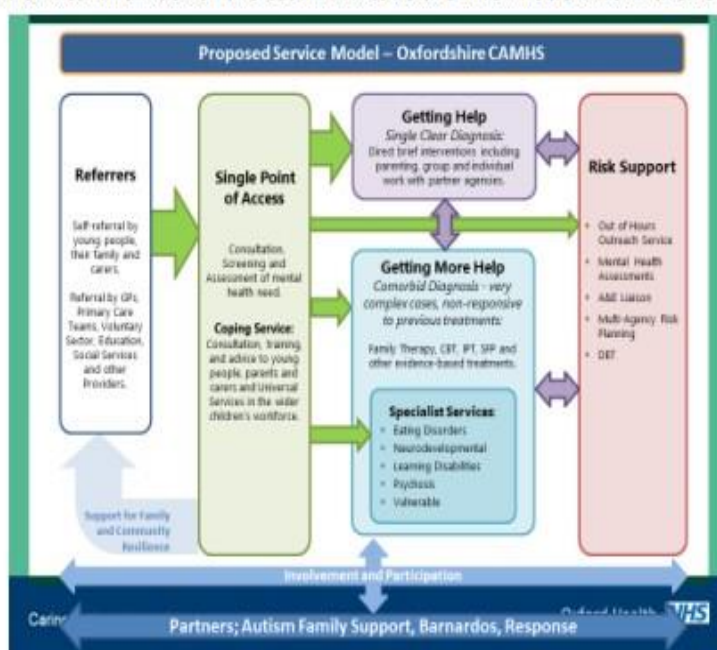 Proposed Service Model – Oxfordshire CAMHS
Referrers
Self-referral by
young people,
their family and
carers.
Referral by GPs,
Primary Care
Teams, Voluntary
Sector, Education,
Social Services
and other
Providers.
Support for Family
and Community
Resilience
Single Point
of Access
Consultation,
Screening and
Assessment of mental
health need.
Coping Service:
Consultation, training,
and advice to young
people, parents and
carers and Universal
Services in the wider
children's workforce.
Getting Help
Single Clear Diagnosis:
Direct brief interventions including
parenting, group and individual
work with partner agencies.
Getting More Help
Comorbid Diagnosis - very
complex cases, non-responsive
to previous treatments:
Family Therapy, CBT, IPT, SFP and
other evidence-based treatments.
Specialist Services:
Eating Disorders
Neurodevelopmental
Learning Disabilities
Psychosis
Vulnerable
Risk Support
Out of Hours
Outreach Service
Mental Health
Assessments
A&E Liaison
Multi-Agency Risk
Planning
Involvement and Participation
Oxford Health NHS
Partners; Autism Family Support, Barnardos, Response